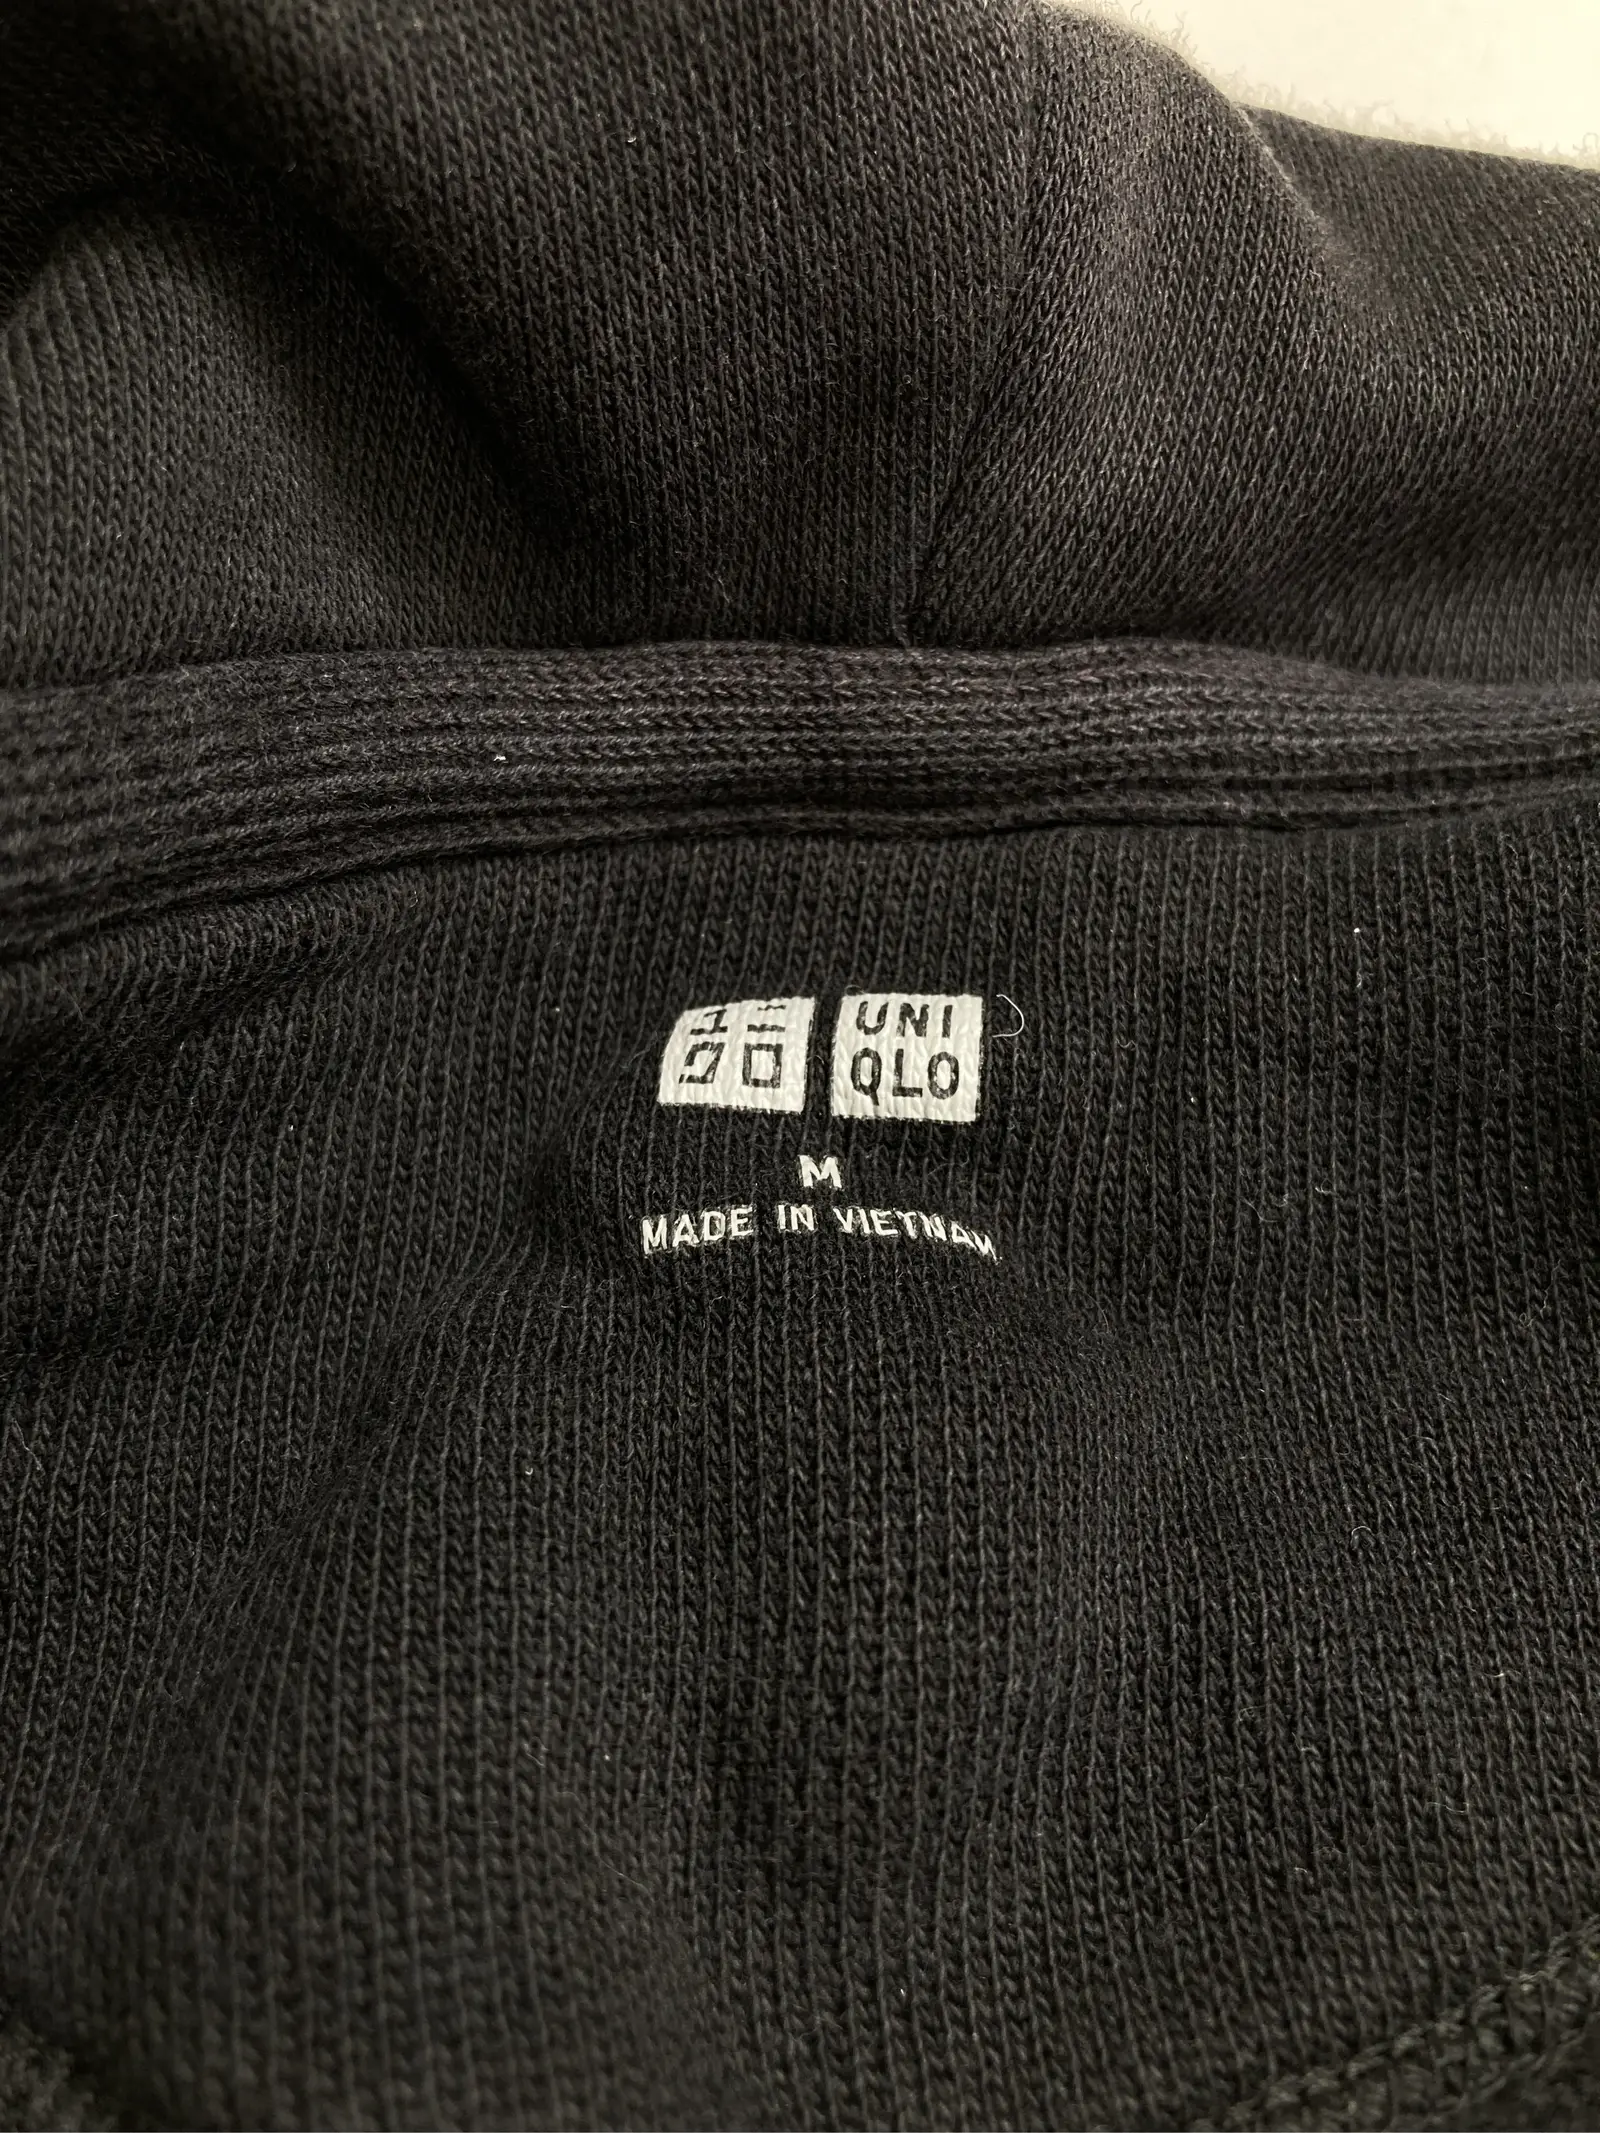 ユニ
クロ
UNI
QLO
M
MADE IN VIETNAM